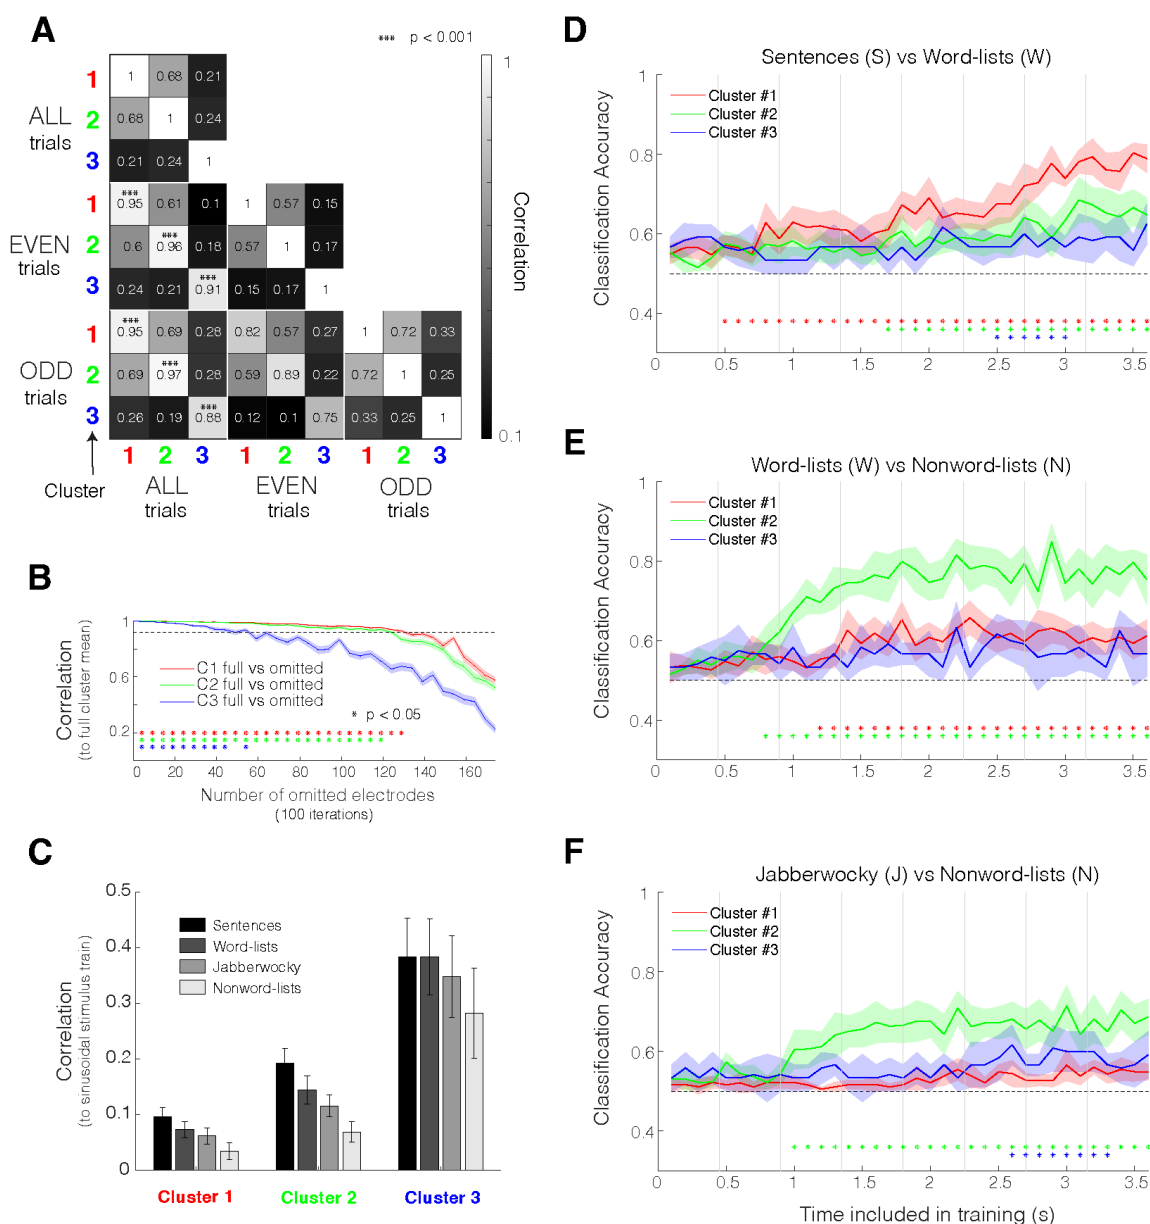 A
*** p < 0.001
1 1 0.68 0.21
ALL trials 2 0.68 1 0.24
3 0.21 0.24 1
1 *** 0.95 0.61 0.1 1 0.57 0.15
EVEN trials 2 0.6 *** 0.96 0.18 0.57 1 0.17
3 0.24 0.21 *** 0.91 0.15 0.17 1
1 *** 0.95 0.69 0.28 0.82 0.57 0.27 1 0.72 0.33
ODD trials 2 0.69 *** 0.97 0.28 0.59 0.89 0.22 0.72 1 0.25
3 0.26 0.19 *** 0.88 0.12 0.1 0.75 0.33 0.25 1
1 2 3 1 2 3 1 2 3
Cluster
ALL trials
EVEN trials
ODD trials
1
Correlation
0.1
B
1
0.6
0.2
Correlation
(to full cluster mean)
C1 full vs omitted
C2 full vs omitted
C3 full vs omitted
* p < 0.05
0 20 60 100 140 160
Number of omitted electrodes
(100 iterations)
C
0.5
0.4
0.3
0.2
0.1
0
Correlation
(to sinusoidal stimulus train)
Sentences
Word-lists
Jabberwocky
Nonword-lists
Cluster 1 Cluster 2 Cluster 3
D
Sentences (S) vs Word-lists (W)
1
0.8
0.6
0.4
Classification Accuracy
Cluster #1
Cluster #2
Cluster #3
0 0.5 1 1.5 2 2.5 3 3.5
E
Word-lists (W) vs Nonword-lists (N)
1
0.8
0.6
0.4
Classification Accuracy
Cluster #1
Cluster #2
Cluster #3
0 0.5 1 1.5 2 2.5 3 3.5
F
Jabberwocky (J) vs Nonword-lists (N)
1
0.8
0.6
0.4
Classification Accuracy
Cluster #1
Cluster #2
Cluster #3
0 0.5 1 1.5 2 2.5 3 3.5
Time included in training (s)